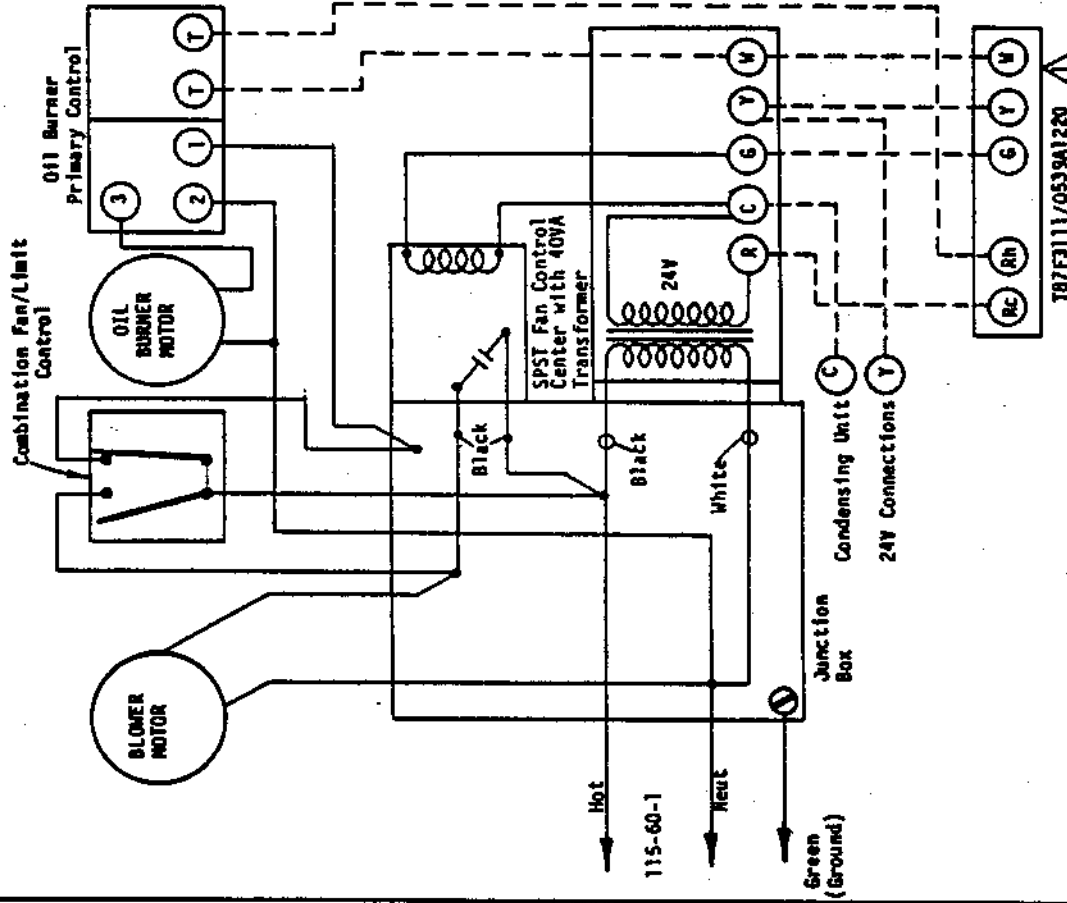 Oil Burner
Primary Control
T
T
1
2
3
Combination Fan/Limit
Control
OIL
BURNER
MOTOR
BLOWER
MOTOR
SPST Fan Control
Center with 40VA
Transformer
24V
R
C
G
Y
W
Black
Black
White
Hot
115-60-1
Neut
Green
(Ground)
Junction
Box
Condensing Unit
24V Connections
C
Y
Rc
Rh
G
Y
W
T87F3111/Q539A1220